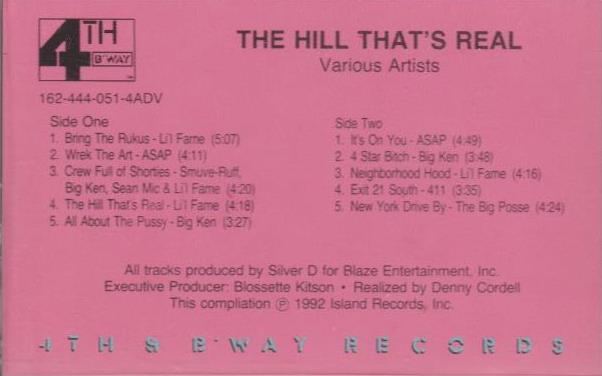 4TH
B'WAY
THE HILL THAT'S REAL
Various Artists
162-444-051-4ADV
Side One
1. Bring The Rukus - Li'l Fame (5:07)
2. Wrek The Art - ASAP (4:11)
3. Crew Full of Shorties - Smuve-Ruff,
Big Ken, Sean Mic & Li'l Fame (4:20)
4. The Hill That's Real - Li'l Fame (4:18)
5. All About The Pussy - Big Ken (3:27)
Side Two
1. It's On You - ASAP (4:49)
2. 4 Star Bitch - Big Ken (3:48)
3. Neighborhood Hood - Li'l Fame (4:16)
4. Exit 21 South - 411 (3:35)
5. New York Drive By - The Big Posse (4:24)
All tracks produced by Silver D for Blaze Entertainment, Inc.
Executive Producer: Blossette Kitson • Realized by Denny Cordell
This compliation ℗ 1992 Island Records, Inc.
4TH & B'WAY RECORDS